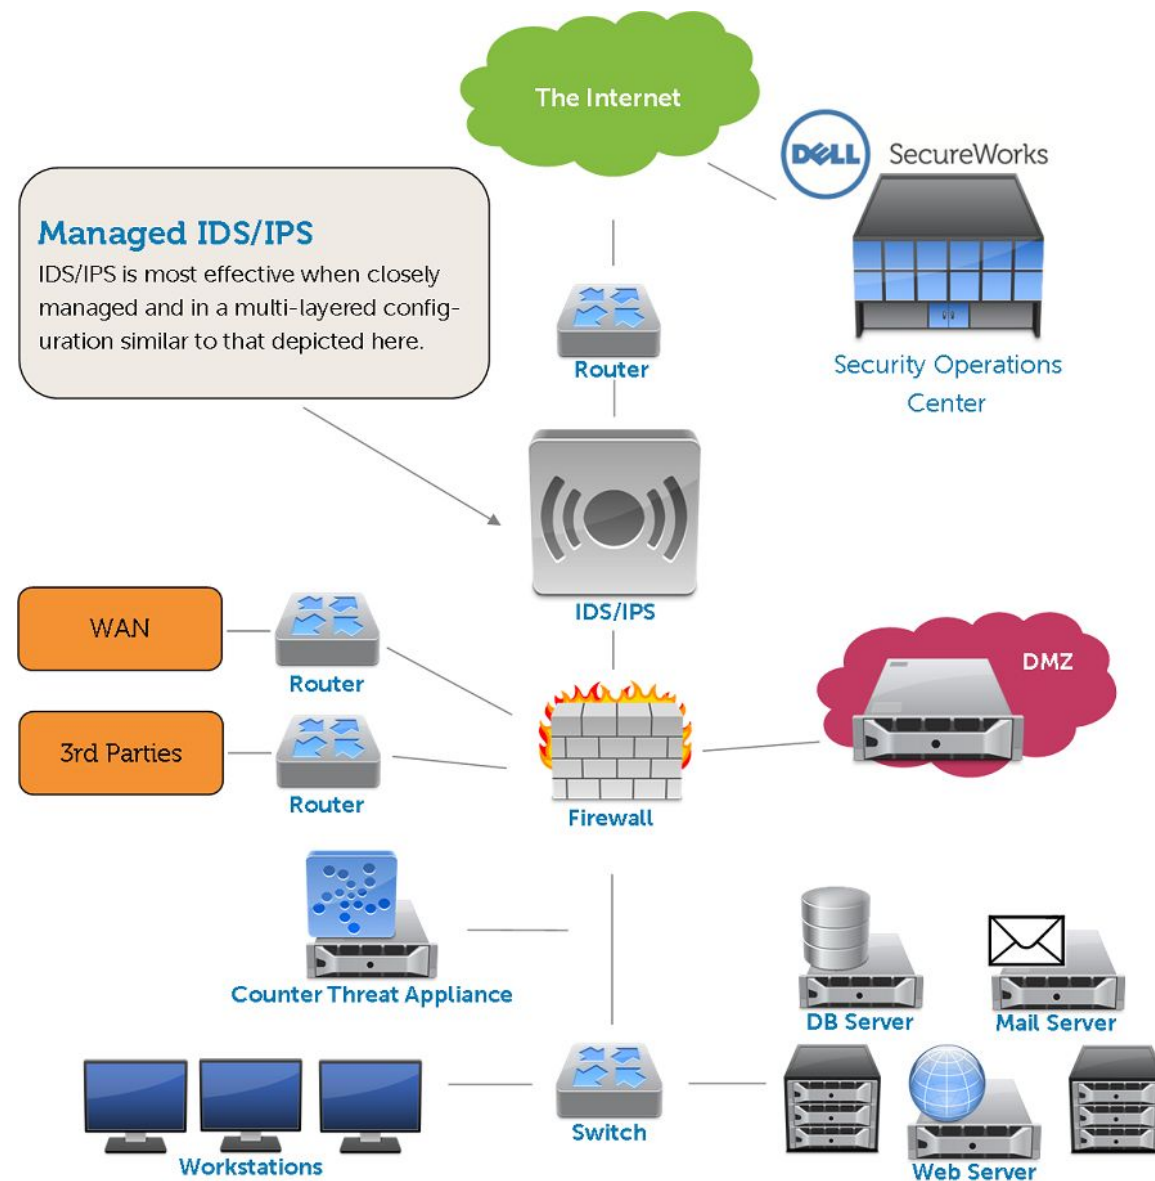 The Internet
DELL SecureWorks
Managed IDS/IPS
IDS/IPS is most effective when closely
managed and in a multi-layered config-
uration similar to that depicted here.
Router
Security Operations
Center
IDS/IPS
WAN
Router
DMZ
3rd Parties
Router
Firewall
Counter Threat Appliance
DB Server
Mail Server
Switch
Workstations
Web Server